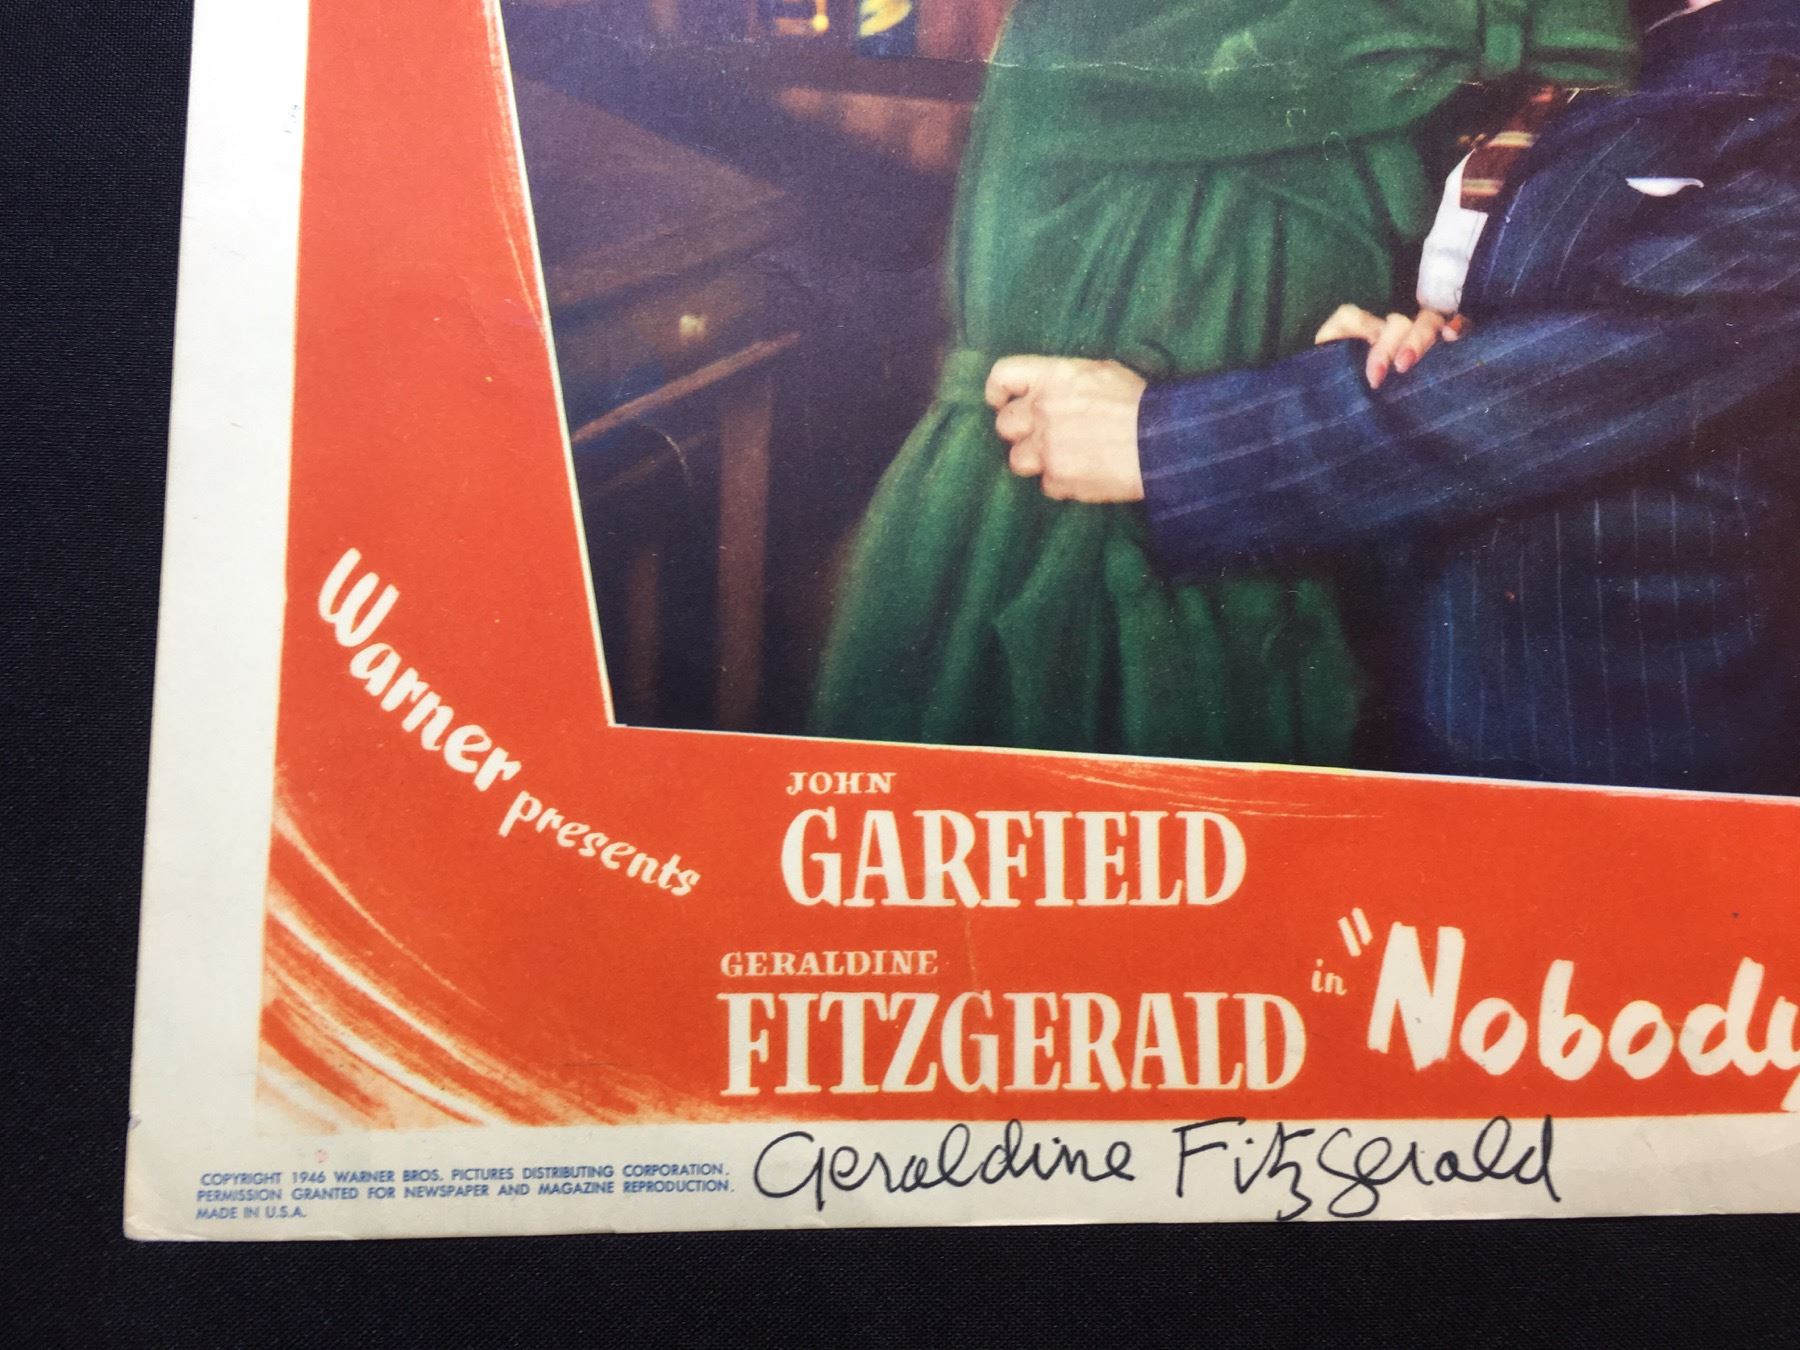 Warner presents
JOHN
GARFIELD
GERALDINE
FITZGERALD
in "Nobody
COPYRIGHT 1946 WARNER BROS. PICTURES DISTRIBUTING CORPORATION.
PERMISSION GRANTED FOR NEWSPAPER AND MAGAZINE REPRODUCTION.
MADE IN U.S.A.
Geraldine Fitzgerald